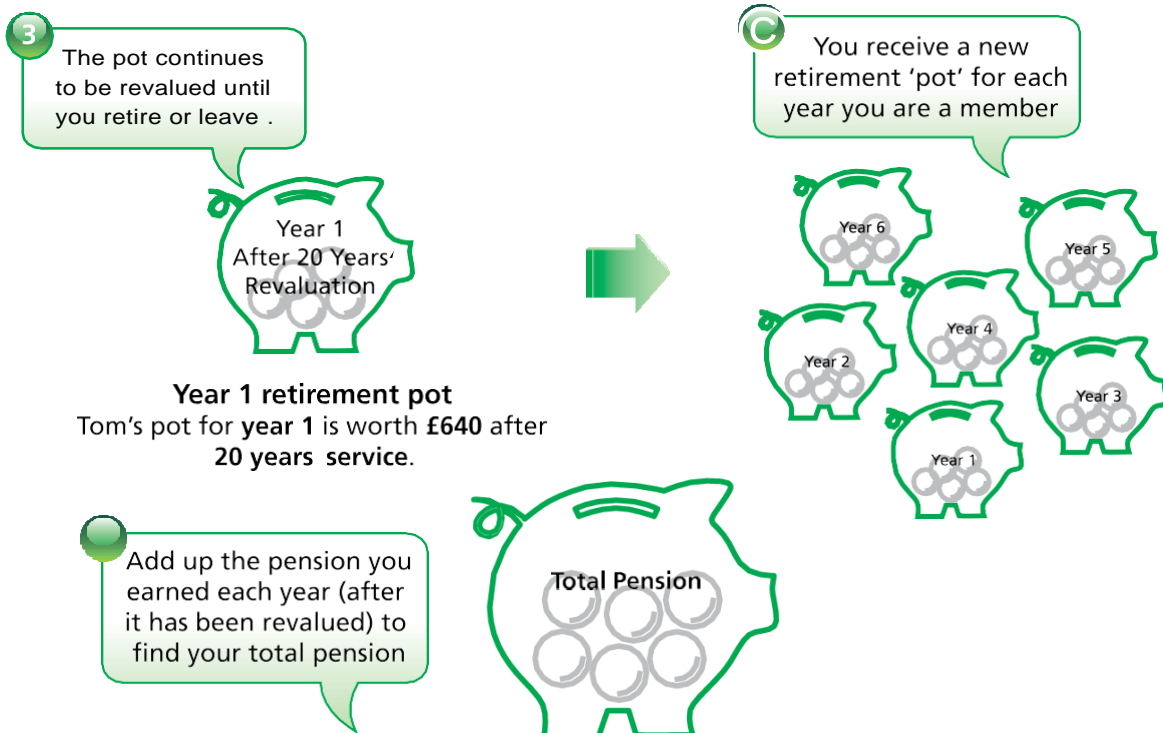 3
The pot continues
to be revalued until
you retire or leave .
Year 1
After 20 Years'
Revaluation
Year 1 retirement pot
Tom's pot for year 1 is worth £640 after
20 years service.
C
You receive a new
retirement 'pot' for each
year you are a member
Year 6
Year 5
Year 4
Year 2
Year 3
Year 1
Add up the pension you
earned each year (after
it has been revalued) to
find your total pension
Total Pension